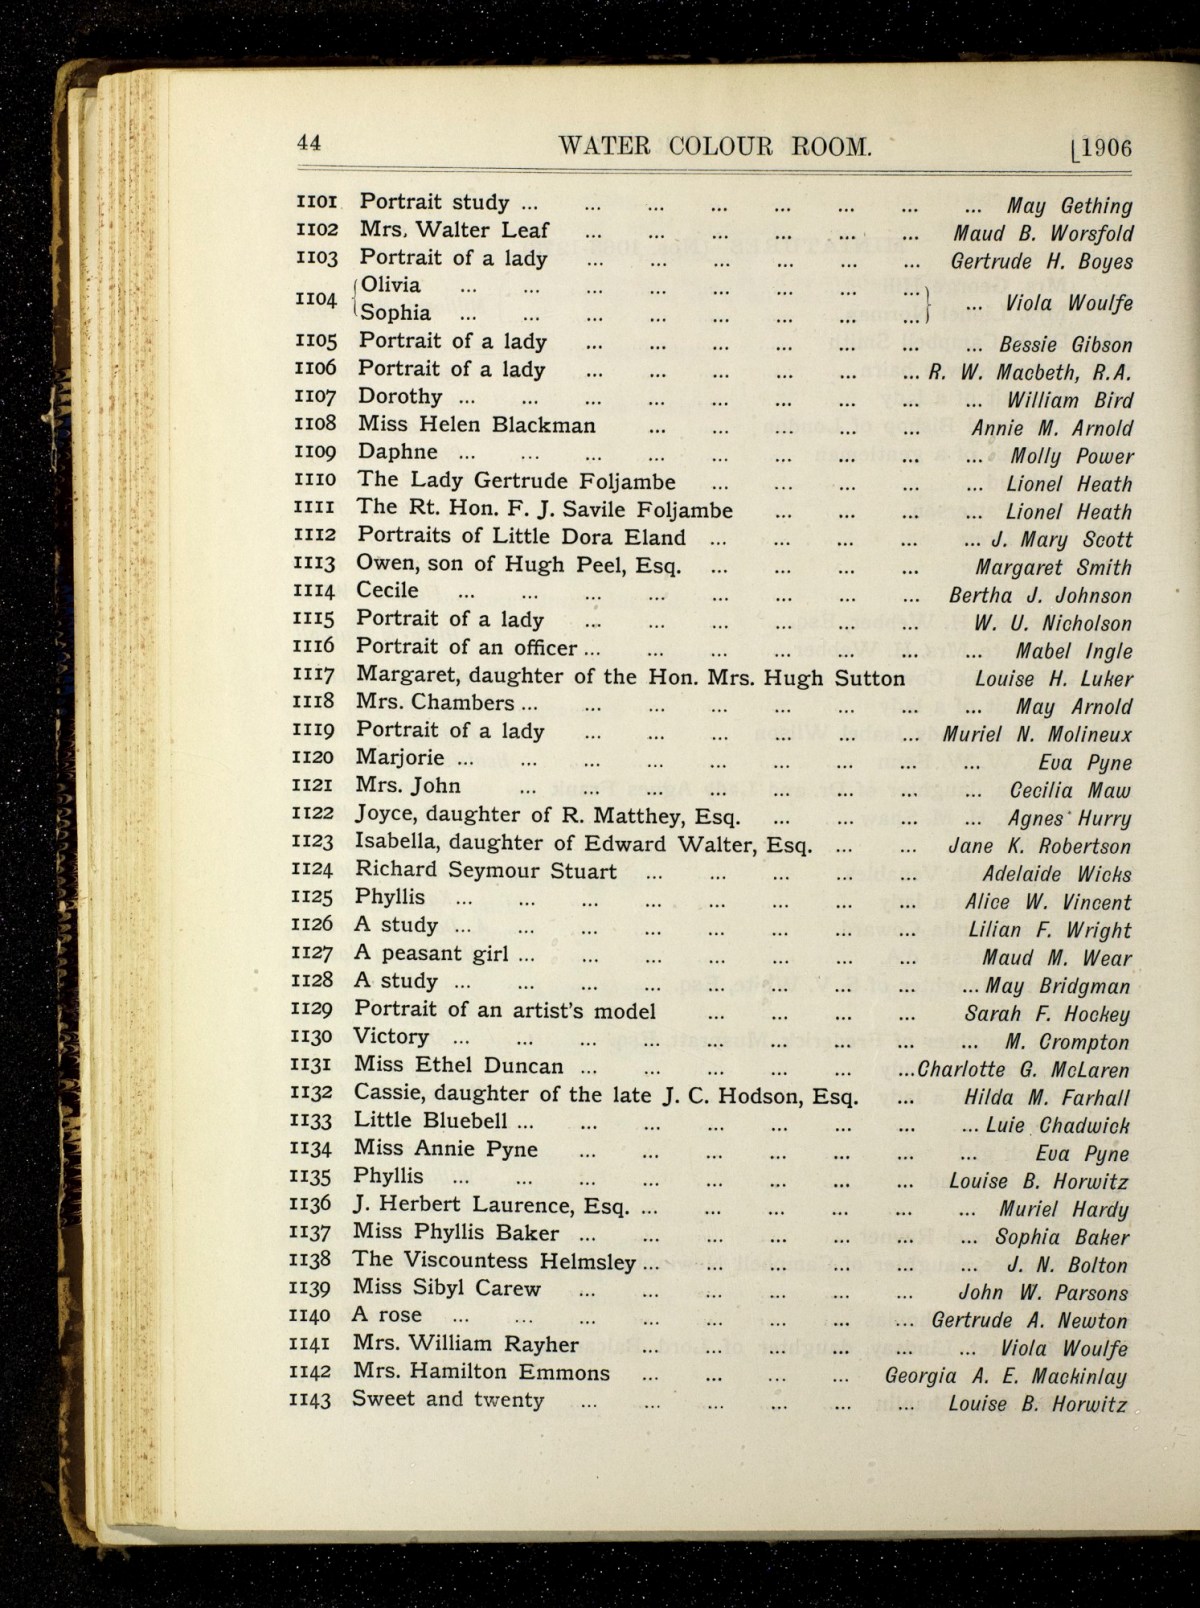 44 WATER COLOUR ROOM. [1906
1101 Portrait study ... ... ... ... ... ... ... ... May Gething
1102 Mrs. Walter Leaf ... ... ... ... ... ... Maud B. Worsfold
1103 Portrait of a lady ... ... ... ... ... ... Gertrude H. Boyes
1104 {Olivia ... ... ... ... ... ... ... ...} ... Viola Woulfe
{Sophia ... ... ... ... ... ... ... ...}
1105 Portrait of a lady ... ... ... ... ... ... ... Bessie Gibson
1106 Portrait of a lady ... ... ... ... ... ... R. W. Macbeth, R.A.
1107 Dorothy ... ... ... ... ... ... ... ... ... William Bird
1108 Miss Helen Blackman ... ... ... ... ... Annie M. Arnold
1109 Daphne ... ... ... ... ... ... ... ... ... Molly Power
1110 The Lady Gertrude Foljambe ... ... ... ... ... Lionel Heath
1111 The Rt. Hon. F. J. Savile Foljambe ... ... ... ... Lionel Heath
1112 Portraits of Little Dora Eland ... ... ... ... ... J. Mary Scott
1113 Owen, son of Hugh Peel, Esq. ... ... ... ... Margaret Smith
1114 Cecile ... ... ... ... ... ... ... ... Bertha J. Johnson
1115 Portrait of a lady ... ... ... ... ... ... W. U. Nicholson
1116 Portrait of an officer ... ... ... ... ... ... ... Mabel Ingle
1117 Margaret, daughter of the Hon. Mrs. Hugh Sutton Louise H. Luker
1118 Mrs. Chambers ... ... ... ... ... ... ... ... May Arnold
1119 Portrait of a lady ... ... ... ... ... ... Muriel N. Molineux
1120 Marjorie ... ... ... ... ... ... ... ... ... Eva Pyne
1121 Mrs. John ... ... ... ... ... ... ... ... Cecilia Maw
1122 Joyce, daughter of R. Matthey, Esq. ... ... ... ... Agnes Hurry
1123 Isabella, daughter of Edward Walter, Esq. ... ... Jane K. Robertson
1124 Richard Seymour Stuart ... ... ... ... ... Adelaide Wicks
1125 Phyllis ... ... ... ... ... ... ... ... Alice W. Vincent
1126 A study ... ... ... ... ... ... ... ... Lilian F. Wright
1127 A peasant girl ... ... ... ... ... ... ... Maud M. Wear
1128 A study ... ... ... ... ... ... ... ... ... May Bridgman
1129 Portrait of an artist's model ... ... ... ... Sarah F. Hockey
1130 Victory ... ... ... ... ... ... ... ... ... M. Crompton
1131 Miss Ethel Duncan ... ... ... ... ... ...Charlotte G. McLaren
1132 Cassie, daughter of the late J. C. Hodson, Esq. ... Hilda M. Farhall
1133 Little Bluebell ... ... ... ... ... ... ... ... Luie Chadwick
1134 Miss Annie Pyne ... ... ... ... ... ... ... Eva Pyne
1135 Phyllis ... ... ... ... ... ... ... ... Louise B. Horwitz
1136 J. Herbert Laurence, Esq. ... ... ... ... ... ... Muriel Hardy
1137 Miss Phyllis Baker ... ... ... ... ... ... ... Sophia Baker
1138 The Viscountess Helmsley ... ... ... ... ... ... J. N. Bolton
1139 Miss Sibyl Carew ... ... ... ... ... ... John W. Parsons
1140 A rose ... ... ... ... ... ... ... ... Gertrude A. Newton
1141 Mrs. William Rayher ... ... ... ... ... ... Viola Woulfe
1142 Mrs. Hamilton Emmons ... ... ... ... Georgia A. E. Mackinlay
1143 Sweet and twenty ... ... ... ... ... ... Louise B. Horwitz